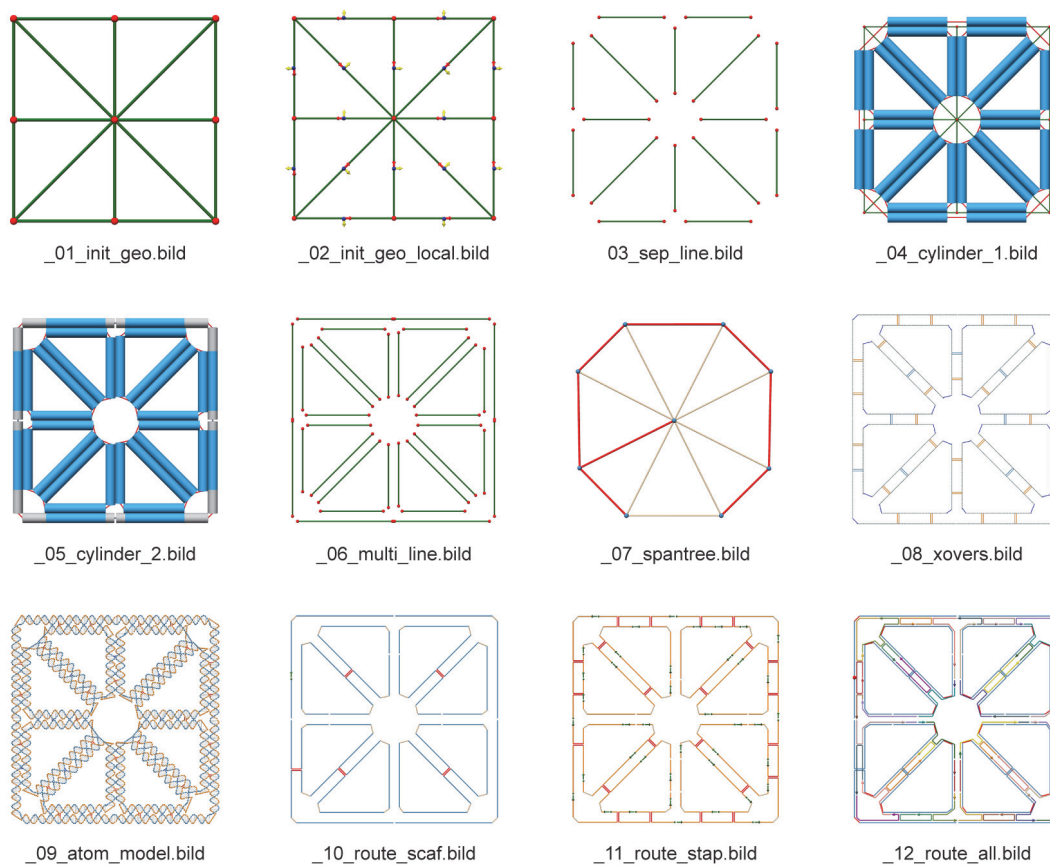 _01_init_geo.bild
_02_init_geo_local.bild
03_sep_line.bild
_04_cylinder_1.bild
_05_cylinder_2.bild
_06_multi_line.bild
_07_spantree.bild
_08_xovers.bild
_09_atom_model.bild
_10_route_scaf.bild
_11_route_stap.bild
_12_route_all.bild